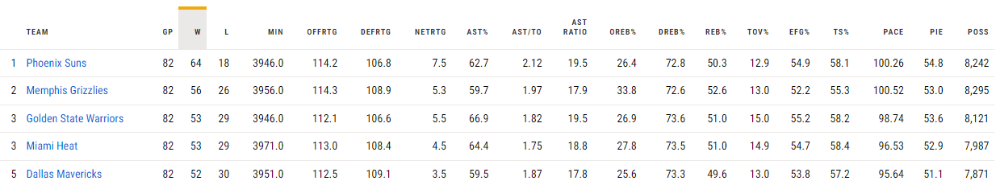 TEAM GP W L MIN OFFRTG DEFRTG NETRTG AST% AST/TO AST RATIO OREB% DREB% REB% TOV% EFG% TS% PACE PIE POSS
1 Phoenix Suns 82 64 18 3946.0 114.2 106.8 7.5 62.7 2.12 19.5 26.4 72.8 50.3 12.9 54.9 58.1 100.26 54.8 8,242
2 Memphis Grizzlies 82 56 26 3956.0 114.3 108.9 5.3 59.7 1.97 17.9 33.8 72.6 52.6 13.0 52.2 55.3 100.52 53.0 8,295
3 Golden State Warriors 82 53 29 3946.0 112.1 106.6 5.5 66.9 1.82 19.5 26.9 73.6 51.0 15.0 55.2 58.2 98.74 53.6 8,121
3 Miami Heat 82 53 29 3971.0 113.0 108.4 4.5 64.4 1.75 18.8 27.8 73.5 51.0 14.9 54.7 58.4 96.53 52.9 7,987
5 Dallas Mavericks 82 52 30 3951.0 112.5 109.1 3.5 59.5 1.87 17.8 25.6 73.3 49.6 13.0 53.8 57.2 95.64 51.1 7,871